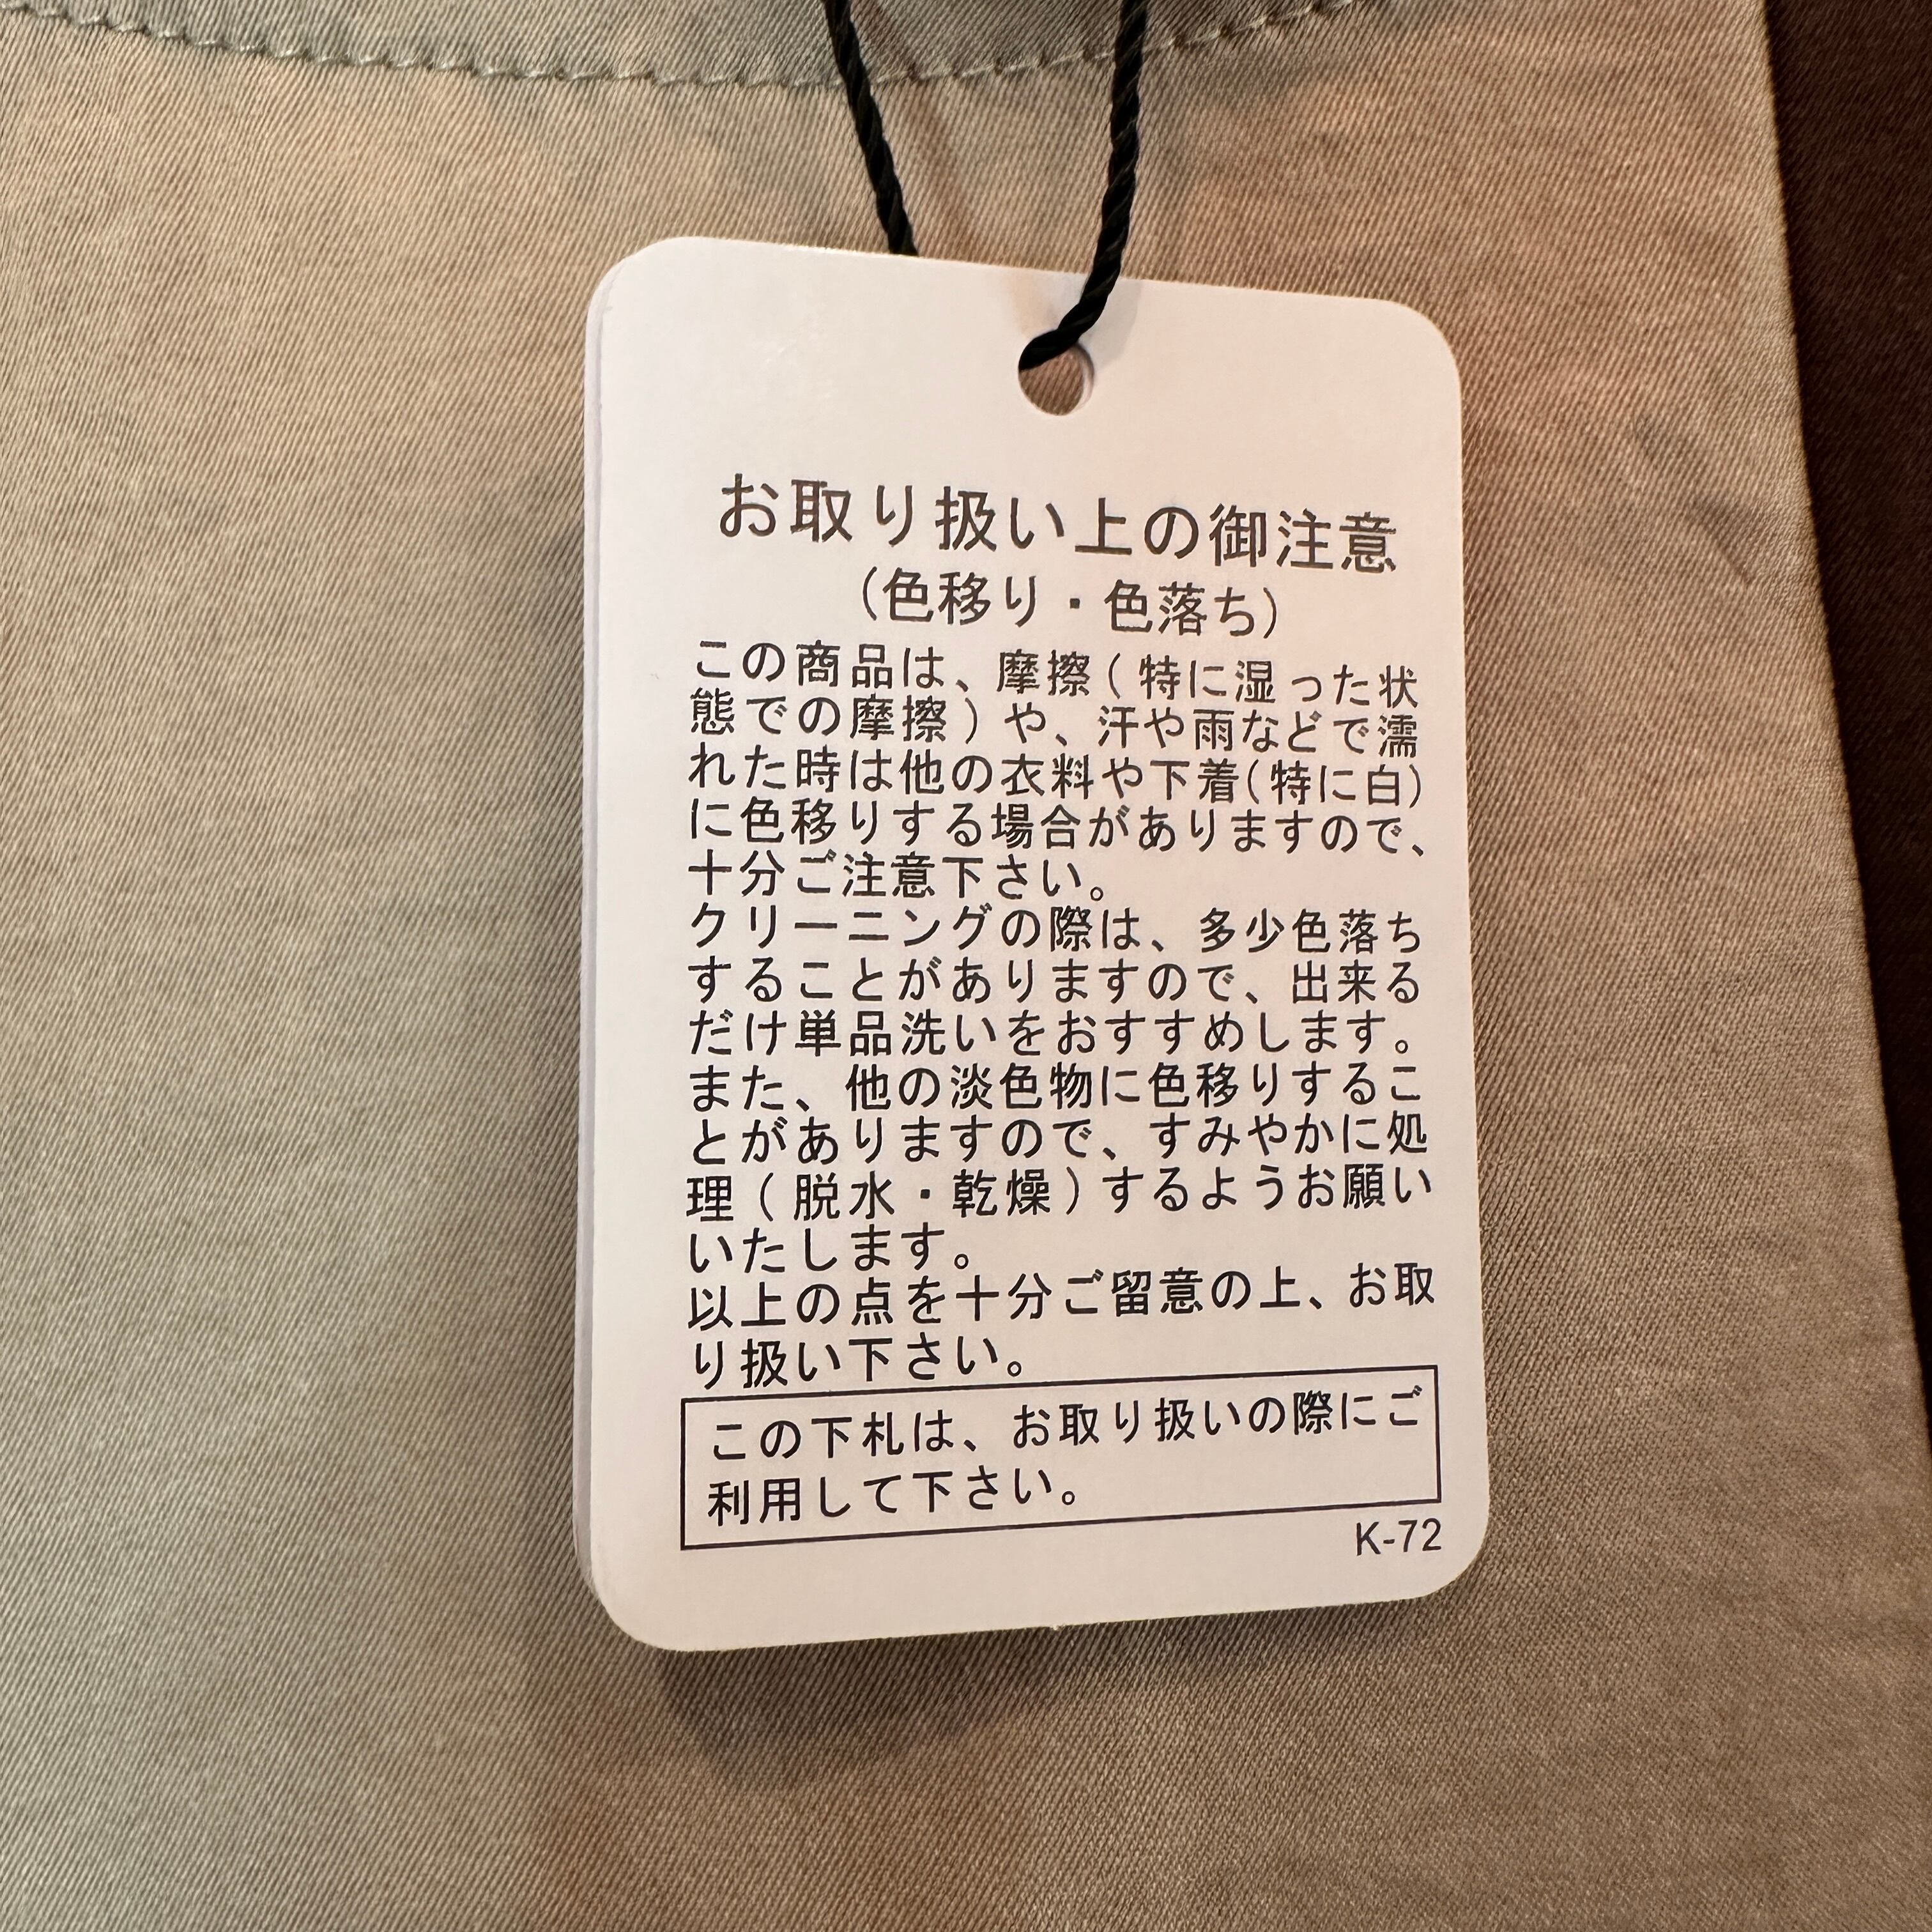 お取り扱い上の御注意
(色移り・色落ち)
この商品は、摩擦(特に湿った状
態での摩擦)や、汗や雨などで濡
れた時は他の衣料や下着(特に白)
に色移りする場合がありますので、
十分ご注意下さい。
クリーニングの際は、多少色落ち
することがありますので、出来る
だけ単品洗いをおすすめします。
また、他の淡色物に色移りするこ
とがありますので、すみやかに処
理(脱水・乾燥)するようお願い
いたします。
以上の点を十分ご留意の上、お取
り扱い下さい。
この下札は、お取り扱いの際にご
利用して下さい。
K-72